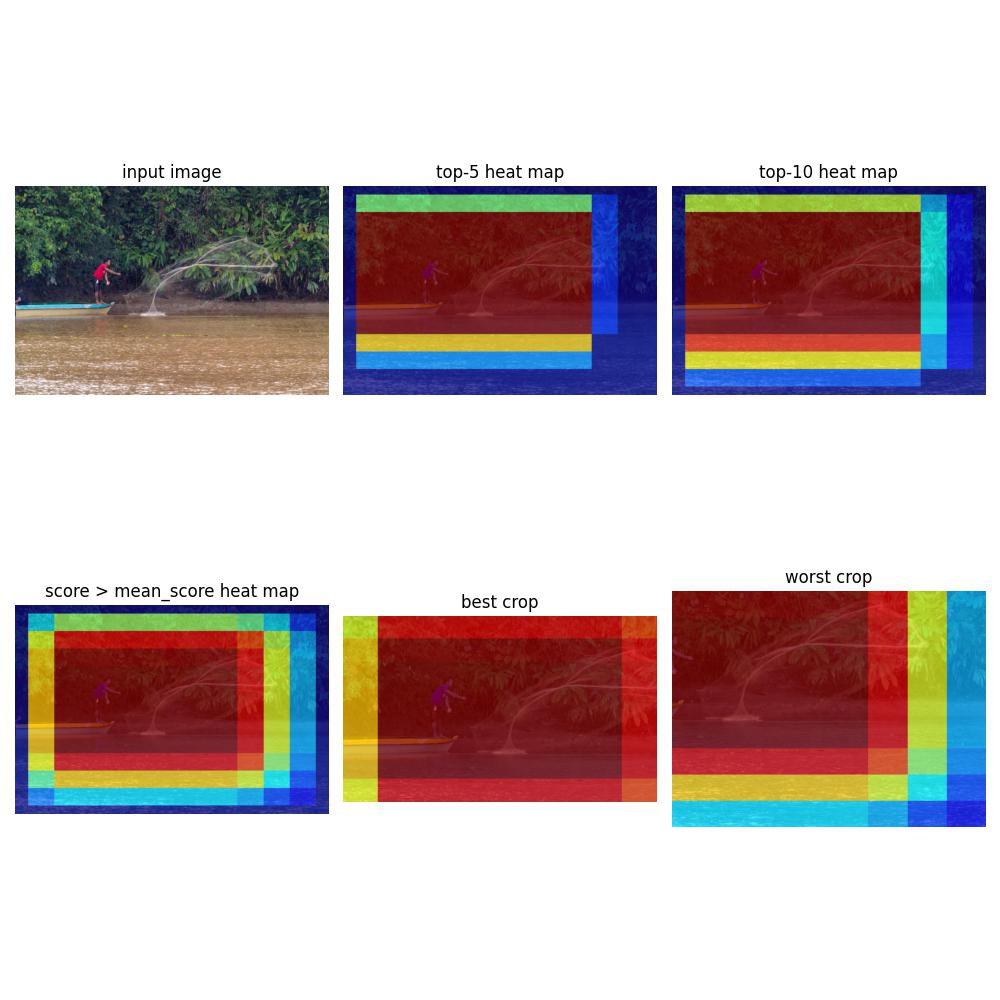 input image
top-5 heat map
top-10 heat map
score > mean_score heat map
best crop
worst crop